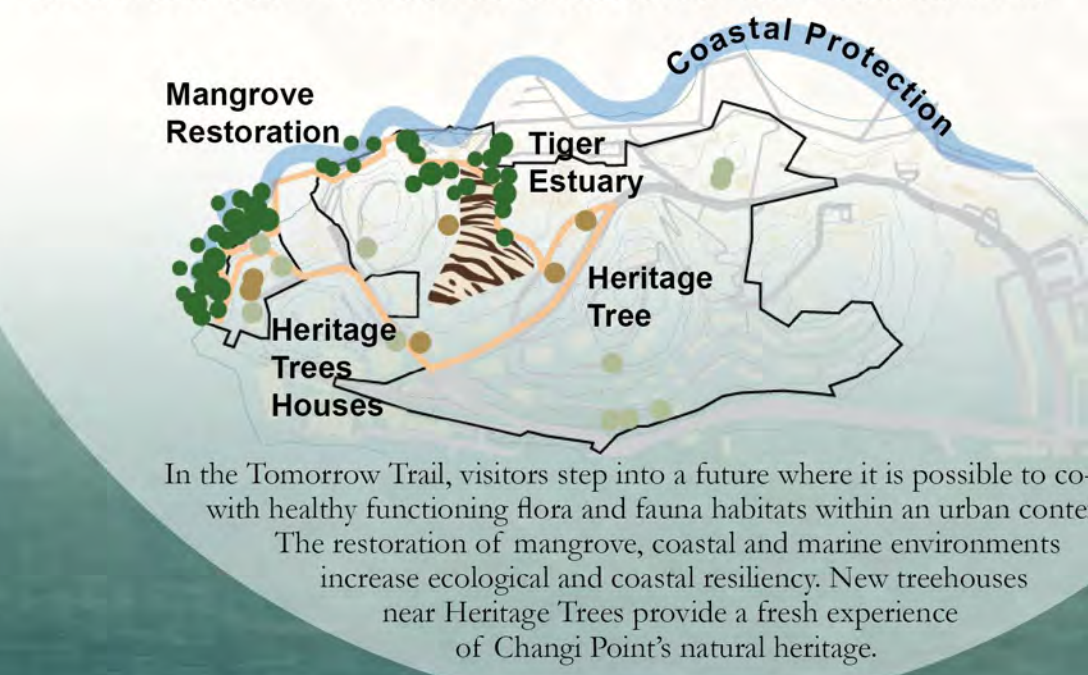 Coastal Protection
Mangrove
Restoration
Tiger
Estuary
Heritage
Tree
Heritage
Trees
Houses
In the Tomorrow Trail, visitors step into a future where it is possible to co-
with healthy functioning flora and fauna habitats within an urban conte
The restoration of mangrove, coastal and marine environments
increase ecological and coastal resiliency. New treehouses
near Heritage Trees provide a fresh experience
of Changi Point’s natural heritage.